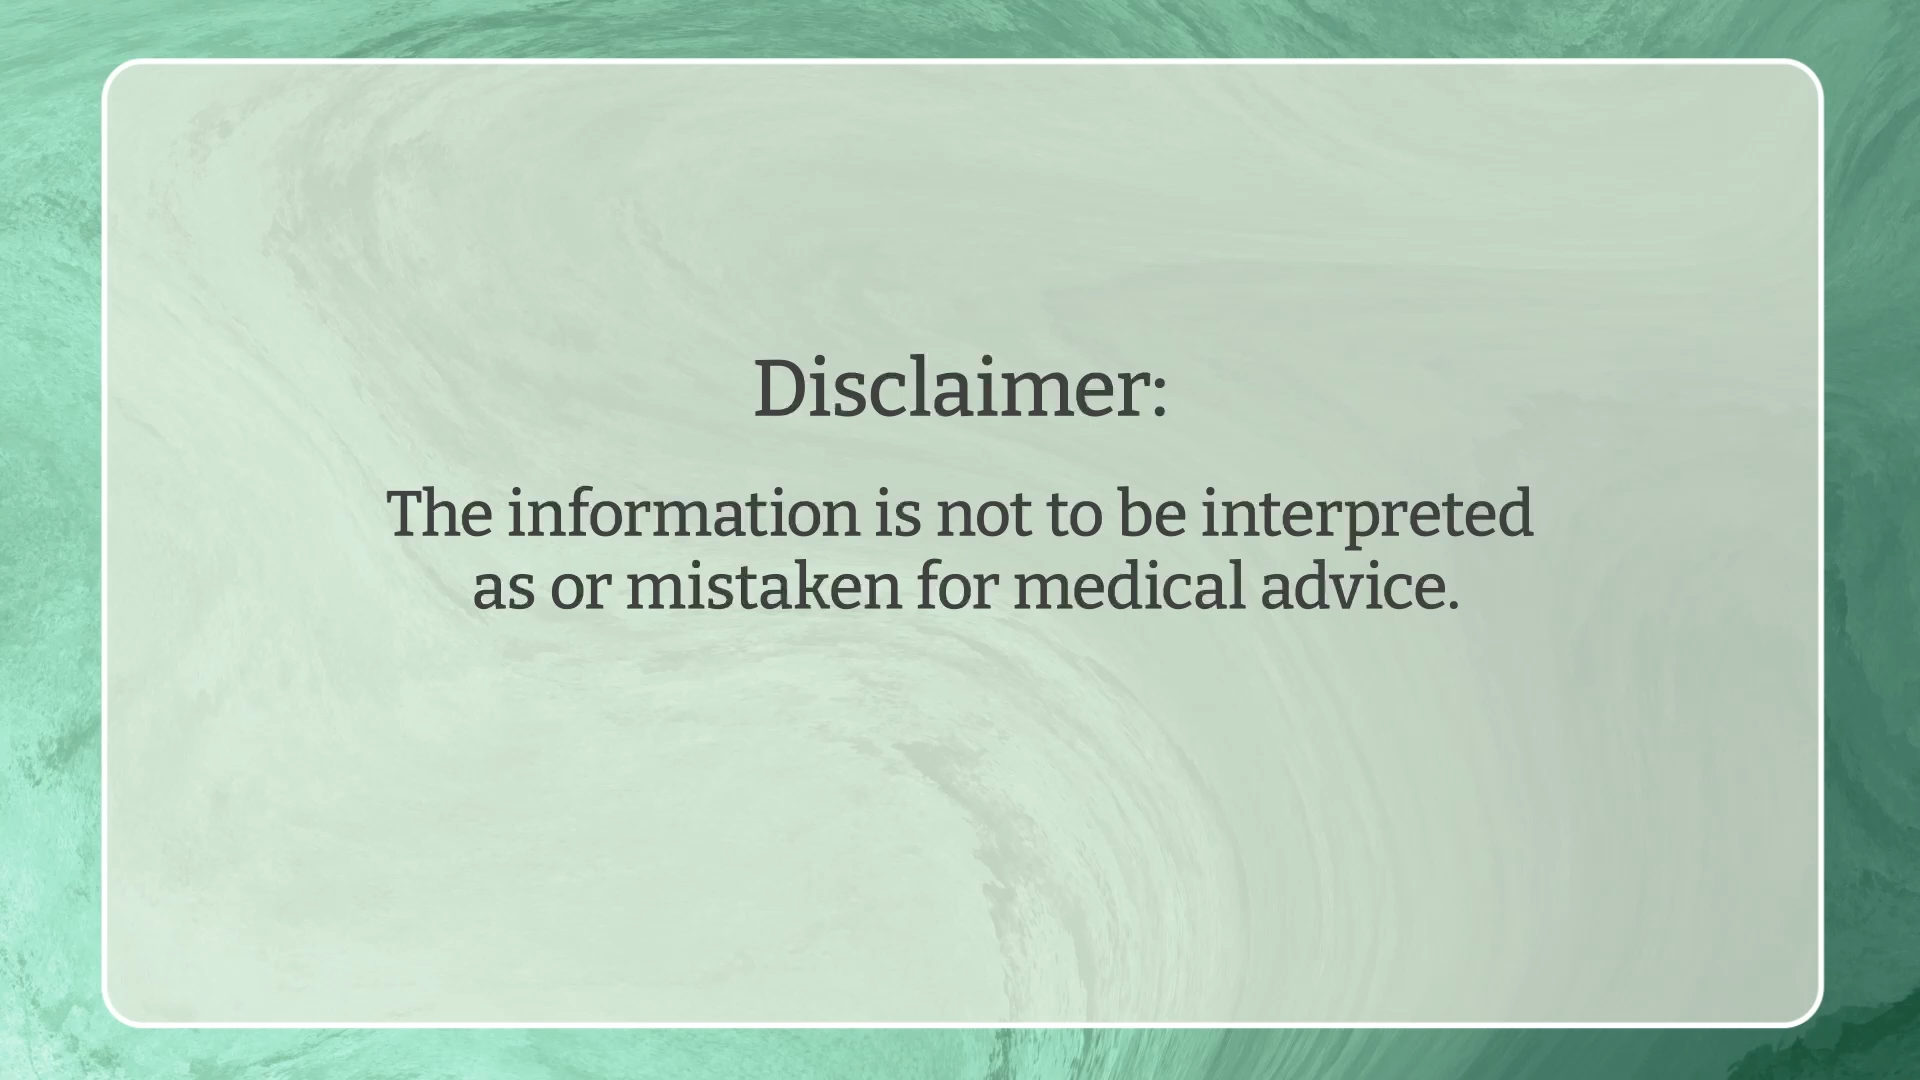 Disclaimer:
The information is not to be interpreted
as or mistaken for medical advice.